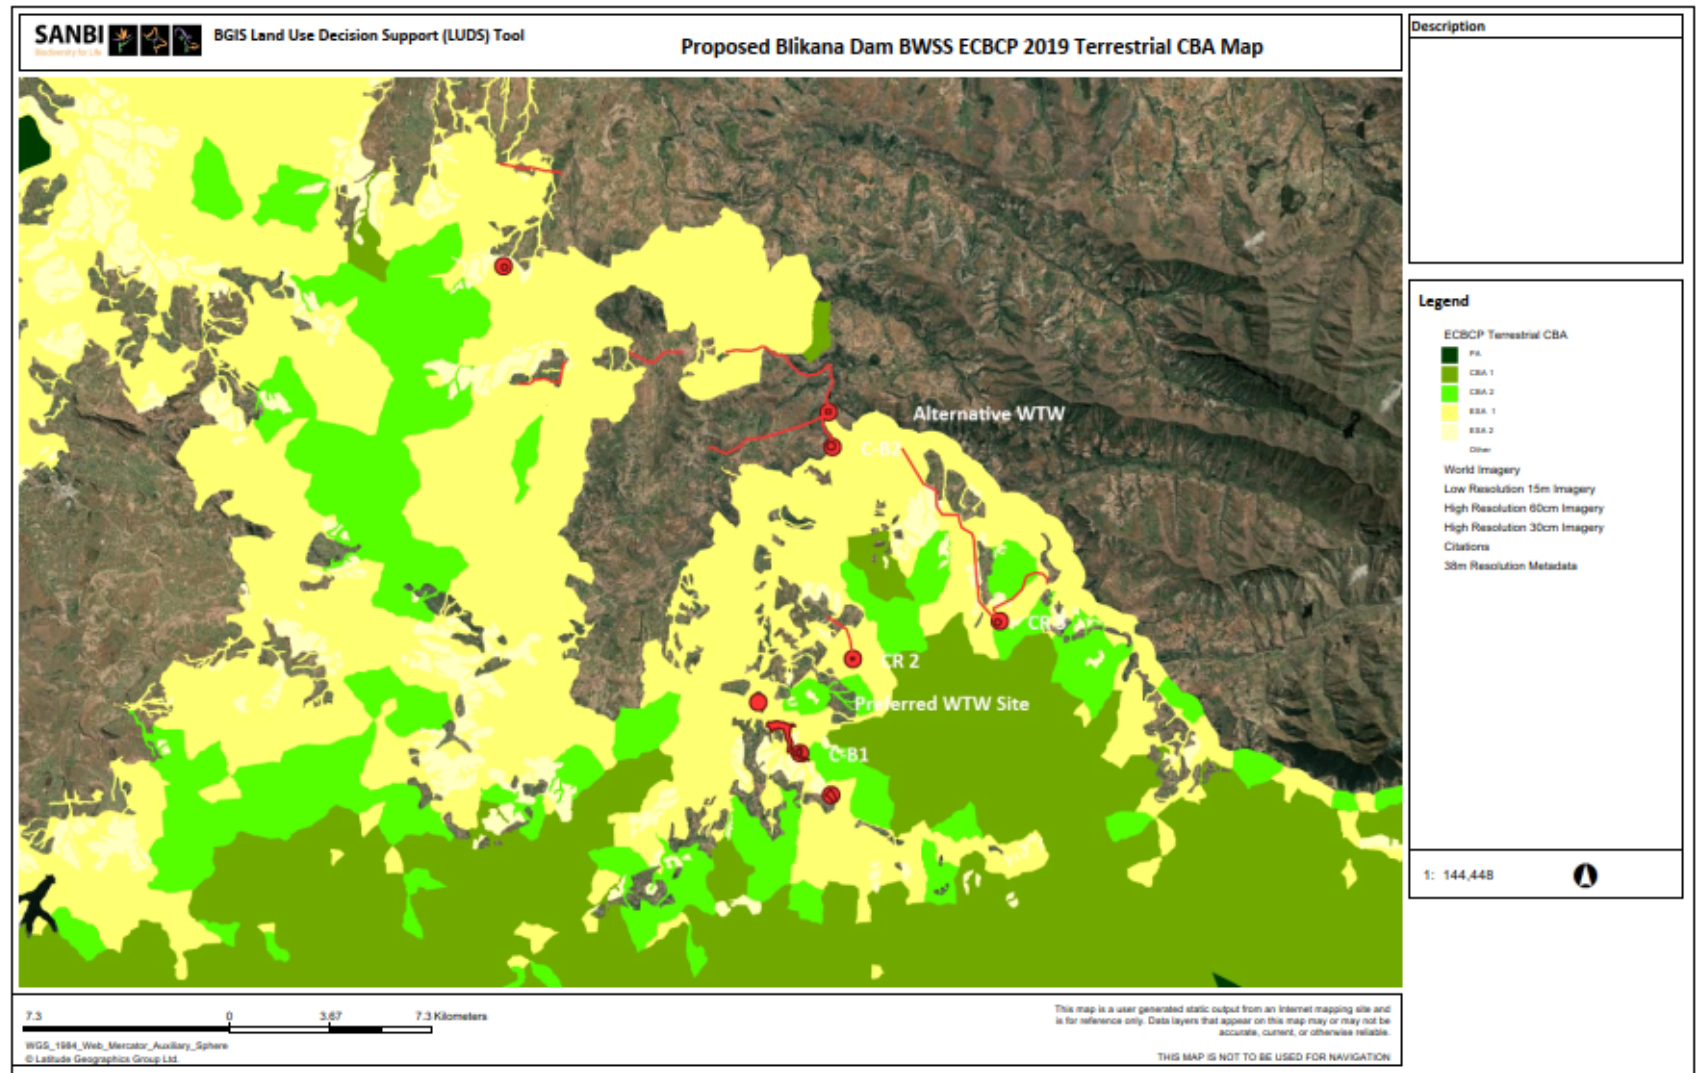 SANBI
Biodiversity for Life
BGIS Land Use Decision Support (LUDS) Tool
Proposed Blikana Dam BWSS ECBCP 2019 Terrestrial CBA Map
Description
Alternative WTW
C-B2
CR 3
CR 2
Preferred WTW Site
C-B1
Legend
ECBCP Terrestrial CBA
PA
CBA 1
CBA 2
ESA 1
ESA 2
Other
World Imagery
Low Resolution 15m Imagery
High Resolution 60cm Imagery
High Resolution 30cm Imagery
Citations
38m Resolution Metadata
1: 144,448
7.3 0 3.67 7.3 Kilometers
WGS_1984_Web_Mercator_Auxiliary_Sphere
© Latitude Geographics Group Ltd.
This map is a user generated static output from an Internet mapping site and
is for reference only. Data layers that appear on this map may or may not be
accurate, current, or otherwise reliable.
THIS MAP IS NOT TO BE USED FOR NAVIGATION